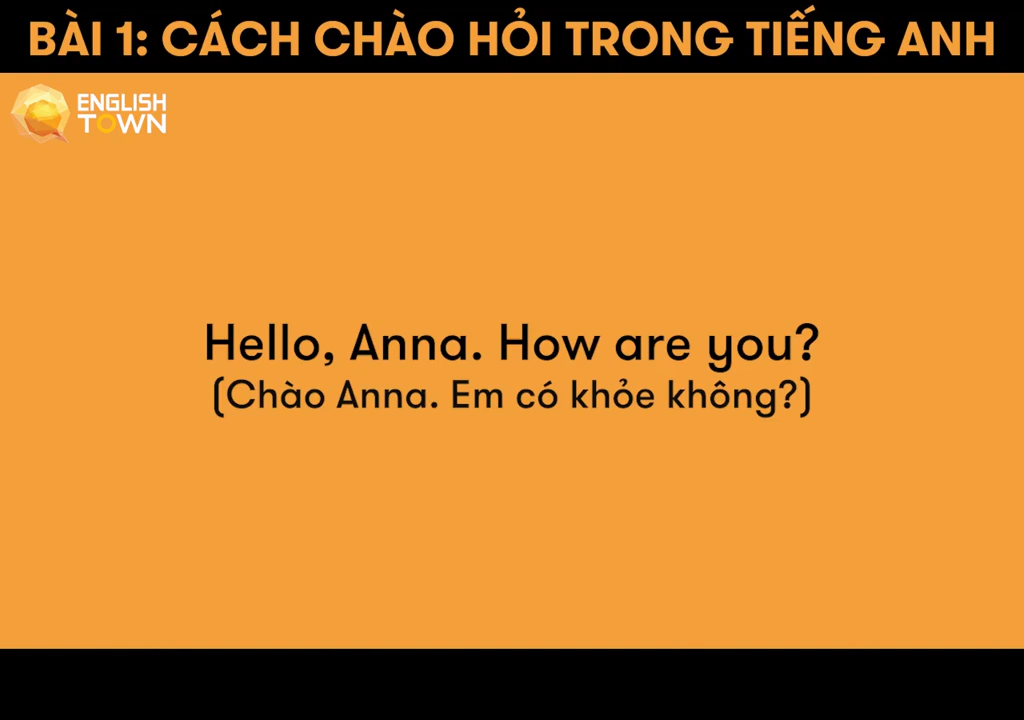 BÀI 1: CÁCH CHÀO HỎI TRONG TIẾNG ANH
ENGLISH
TOWN
Hello, Anna. How are you?
(Chào Anna. Em có khỏe không?)